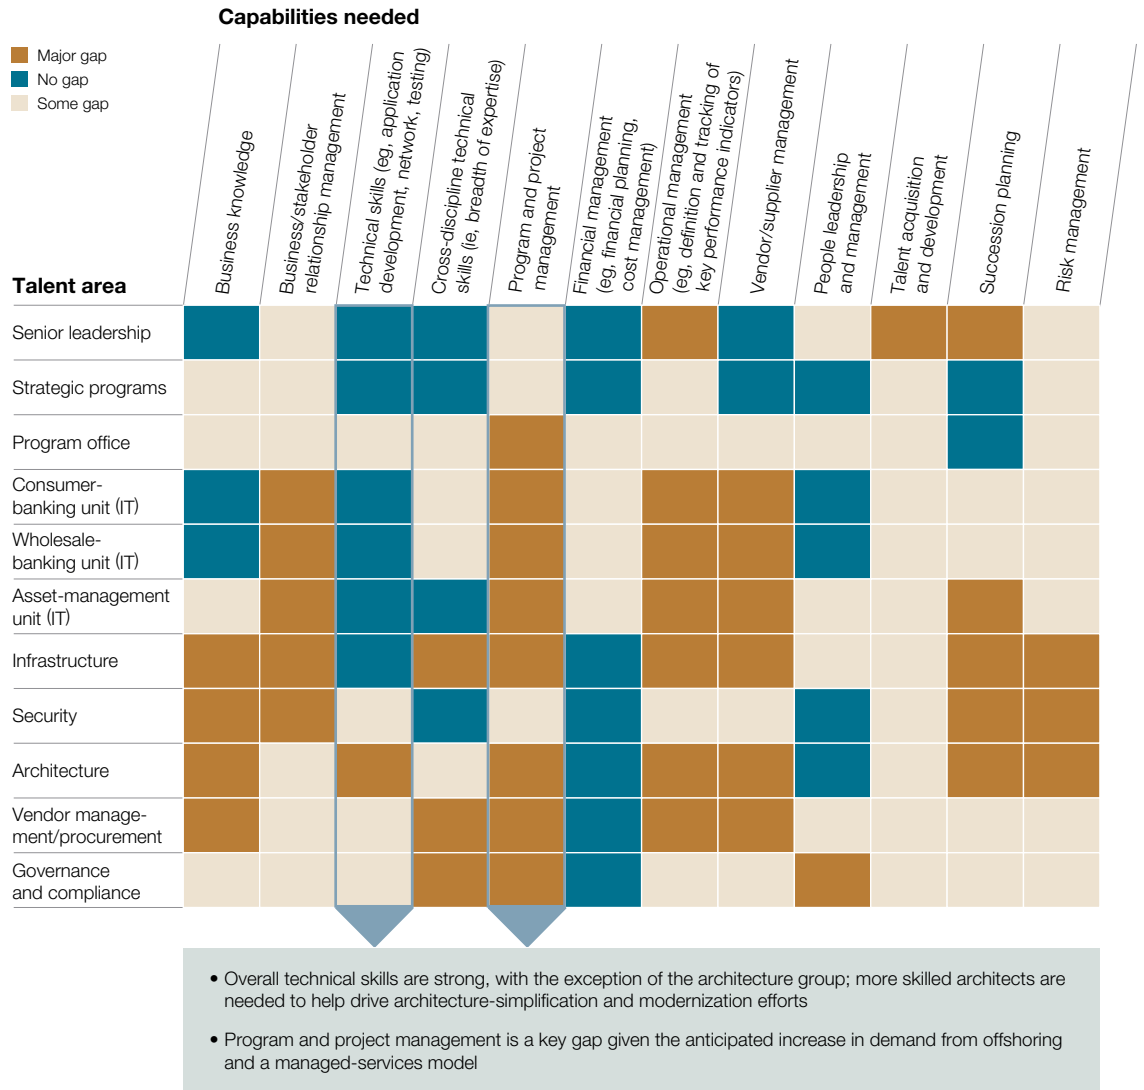 Capabilities needed
Major gap
No gap
Some gap
Business knowledge
Business/stakeholder
relationship management
Technical skills (eg, application
development, network, testing)
Cross-discipline technical
skills (ie, breadth of expertise)
Program and project
management
Financial management
(eg, financial planning,
cost management)
Operational management
(eg, definition and tracking of
key performance indicators)
Vendor/supplier management
People leadership
and management
Talent acquisition
and development
Succession planning
Risk management
Talent area
Senior leadership
Strategic programs
Program office
Consumer-
banking unit (IT)
Wholesale-
banking unit (IT)
Asset-management
unit (IT)
Infrastructure
Security
Architecture
Vendor manage-
ment/procurement
Governance
and compliance
• Overall technical skills are strong, with the exception of the architecture group; more skilled architects are
needed to help drive architecture-simplification and modernization efforts
• Program and project management is a key gap given the anticipated increase in demand from offshoring
and a managed-services model